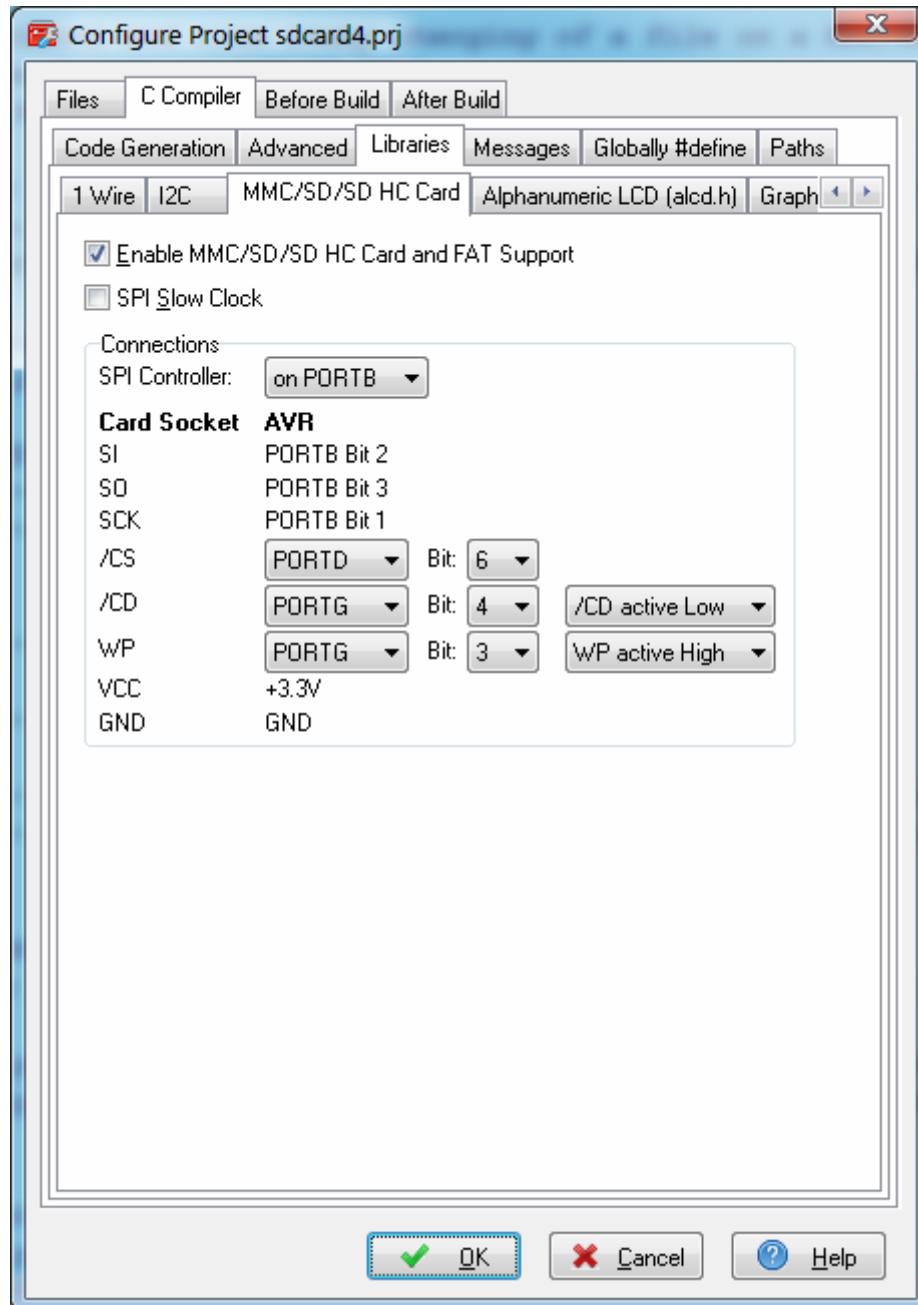 Configure Project sdcard4.prj
Files C Compiler Before Build After Build
Code Generation Advanced Libraries Messages Globally #define Paths
1 Wire I2C MMC/SD/SD HC Card Alphanumeric LCD (alcd.h) Graph
Enable MMC/SD/SD HC Card and FAT Support
SPI Slow Clock
Connections
SPI Controller: on PORTB
Card Socket AVR
SI PORTB Bit 2
SO PORTB Bit 3
SCK PORTB Bit 1
/CS PORTD Bit: 6
/CD PORTG Bit: 4 /CD active Low
WP PORTG Bit: 3 WP active High
VCC +3.3V
GND GND
OK Cancel Help